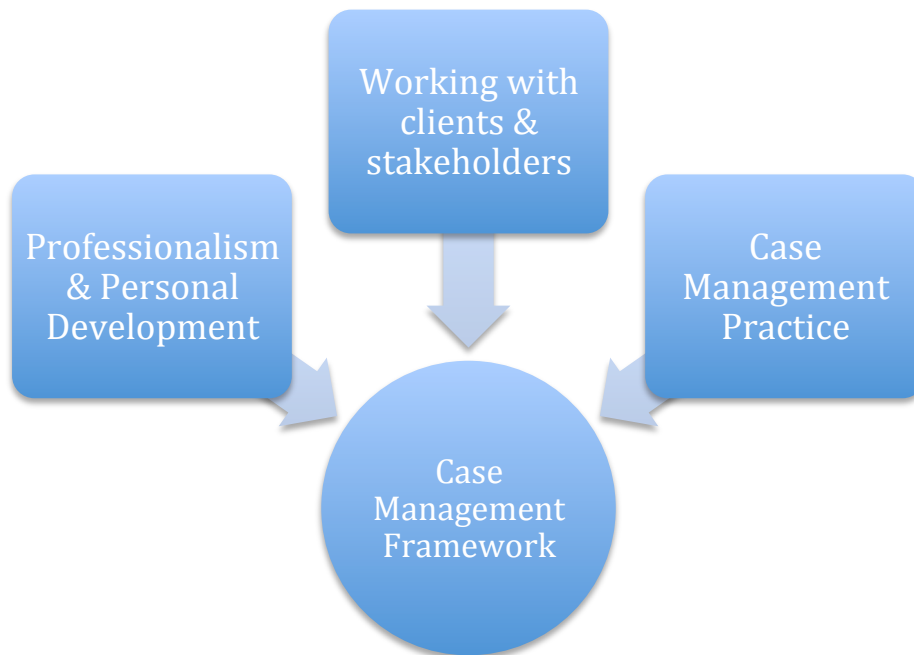 Working with
clients &
stakeholders
Professionalism
& Personal
Development
Case
Management
Practice
Case
Management
Framework